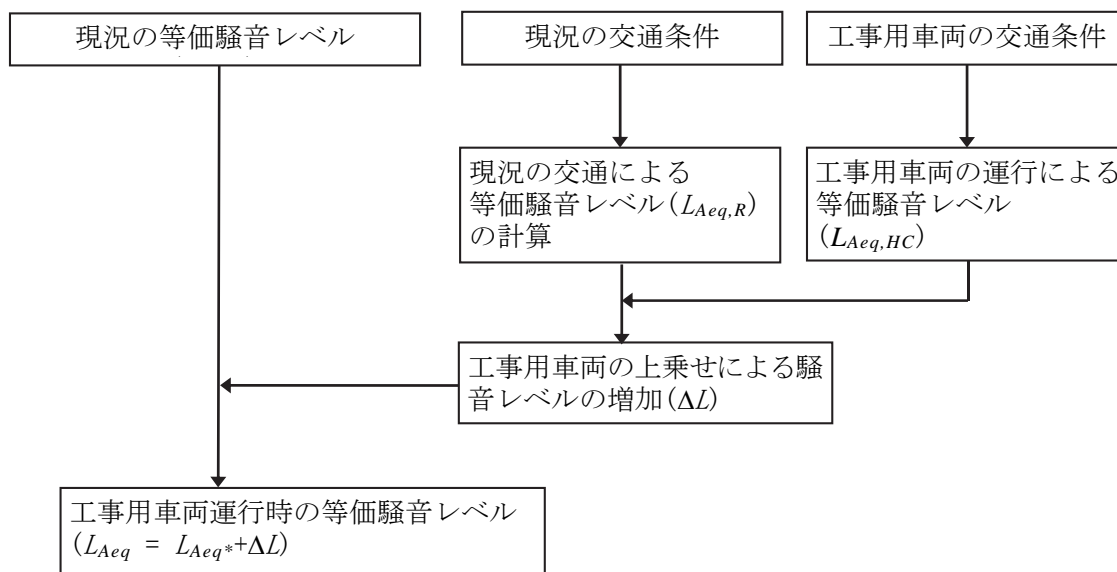 現況の等価騒音レベル
現況の交通条件
工事用車両の交通条件
現況の交通による
等価騒音レベル(LAeq,R)
の計算
工事用車両の運行による
等価騒音レベル
(LAeq,HC)
工事用車両の上乗せによる騒
音レベルの増加(ΔL)
工事用車両運行時の等価騒音レベル
(LAeq = LAeq*+ΔL)